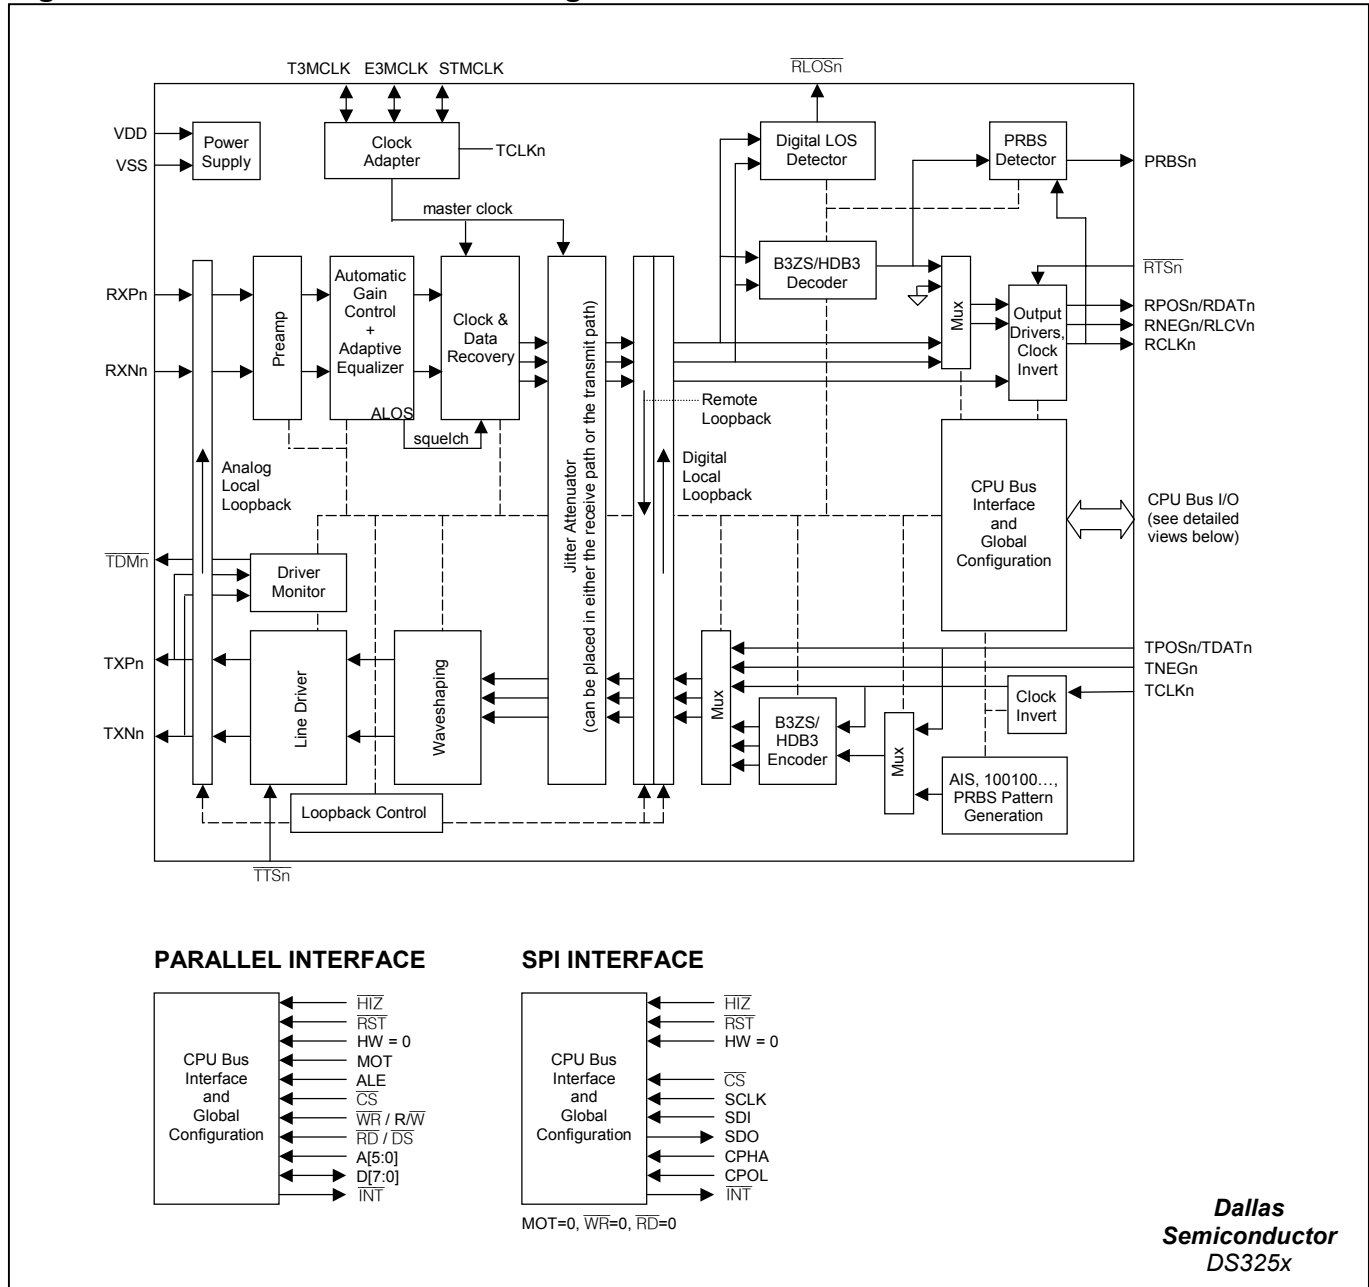 T3MCLK E3MCLK STMCLK
RLOSn
VDD
VSS
Power
Supply
Clock
Adapter
TCLKn
Digital LOS
Detector
PRBS
Detector
PRBSn
master clock
RXPn
RXNn
Preamp
Automatic
Gain
Control
+
Adaptive
Equalizer
ALOS
squelch
Clock &
Data
Recovery
Jitter Attenuator
(can be placed in either the receive path or the transmit path)
B3ZS/HDB3
Decoder
Mux
RTSn
Output
Drivers,
Clock
Invert
RPOSn/RDATn
RNEGn/RLCVn
RCLKn
Remote
Loopback
Analog
Local
Loopback
Digital
Local
Loopback
CPU Bus
Interface
and
Global
Configuration
CPU Bus I/O
(see detailed
views below)
TDMn
Driver
Monitor
TXPn
TXNn
Line Driver
Waveshaping
Mux
B3ZS/
HDB3
Encoder
Mux
Clock
Invert
TPOSn/TDATn
TNEGn
TCLKn
AIS, 100100…,
PRBS Pattern
Generation
Loopback Control
TTSn
PARALLEL INTERFACE
CPU Bus
Interface
and
Global
Configuration
HIZ
RST
HW = 0
MOT
ALE
CS
WR / R/W
RD / DS
A[5:0]
D[7:0]
INT
SPI INTERFACE
CPU Bus
Interface
and
Global
Configuration
HIZ
RST
HW = 0
CS
SCLK
SDI
SDO
CPHA
CPOL
INT
MOT=0, WR=0, RD=0
Dallas
Semiconductor
DS325x